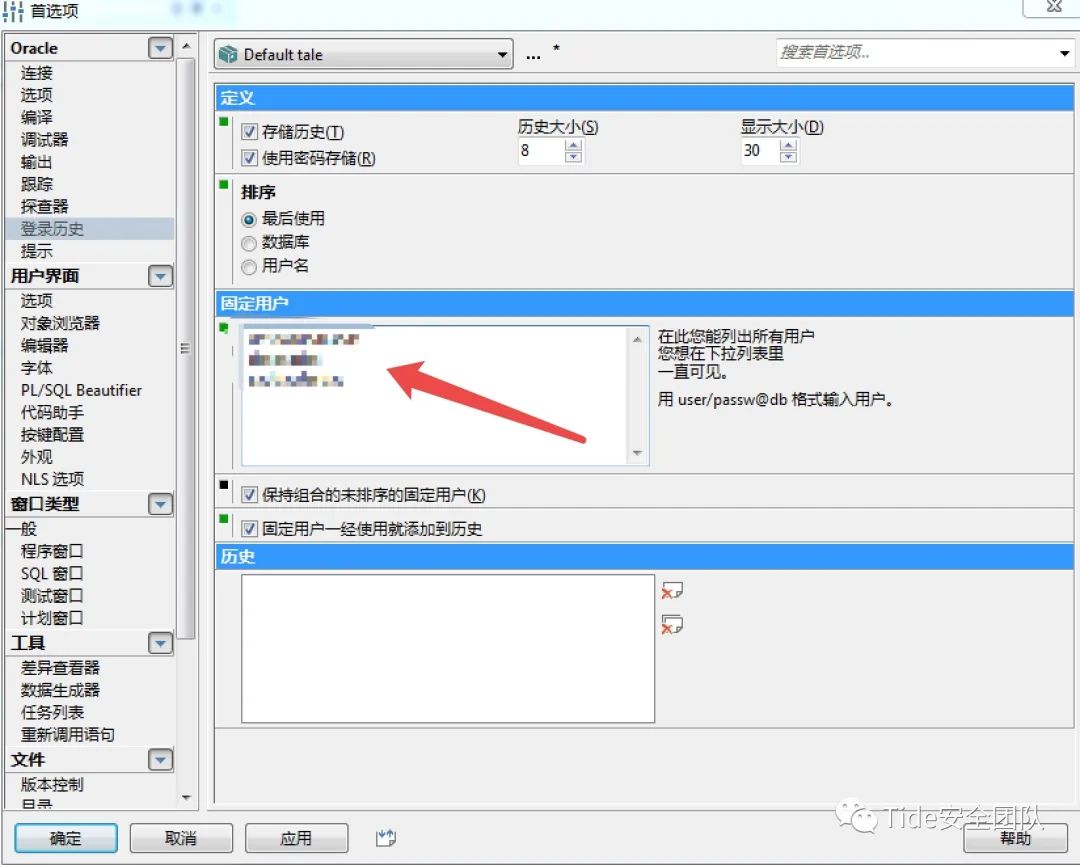 首选项
Oracle
连接
选项
编译
调试器
输出
跟踪
探查器
登录历史
提示
用户界面
选项
对象浏览器
编辑器
字体
PL/SQL Beautifier
代码助手
按键配置
外观
NLS 选项
窗口类型
一般
程序窗口
SQL 窗口
测试窗口
计划窗口
工具
差异查看器
数据生成器
任务列表
重新调用语句
文件
版本控制
目录
Default tale
... *
搜索首选项...
定义
存储历史(T)
历史大小(S)
显示大小(D)
使用密码存储(R)
8
30
排序
最后使用
数据库
用户名
固定用户
在此您能列出所有用户
您想在下拉列表里
一直可见。
用 user/passw@db 格式输入用户。
保持组合的未排序的固定用户(K)
固定用户一经使用就添加到历史
历史
确定
取消
应用
帮助
Tide安全团队